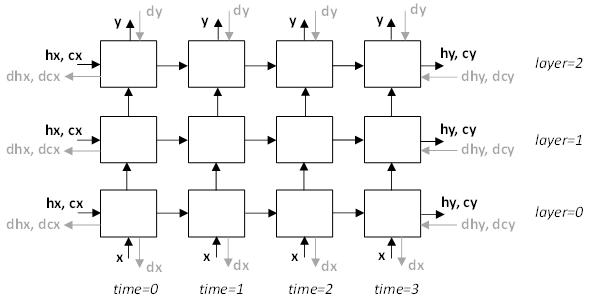 y dy y dy y dy y dy
hx, cx hy, cy layer=2
dhx, dcx dhy, dcy
hx, cx hy, cy layer=1
dhx, dcx dhy, dcy
hx, cx hy, cy layer=0
dhx, dcx dhy, dcy
x dx x dx x dx x dx
time=0 time=1 time=2 time=3